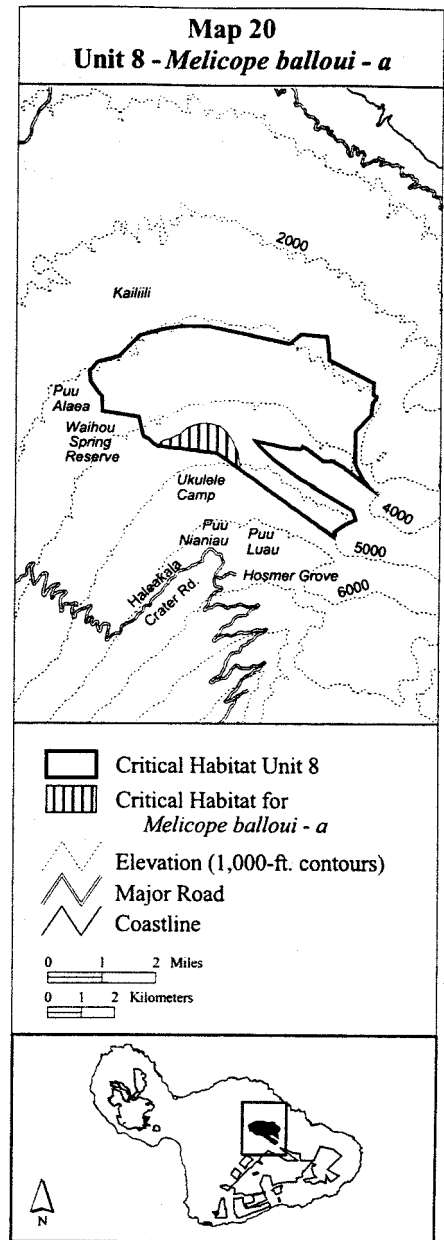 Map 20
Unit 8 - Melicope balloui - a
2000
Kailiili
Puu
Alaea
Waihou
Spring
Reserve
Ukulele
Camp
4000
Puu
Nianiau
Puu
Luau
5000
Haleakala
Crater Rd
Hosmer Grove
6000
Critical Habitat Unit 8
Critical Habitat for
Melicope balloui - a
Elevation (1,000-ft. contours)
Major Road
Coastline
0 1 2 Miles
0 1 2 Kilometers
N